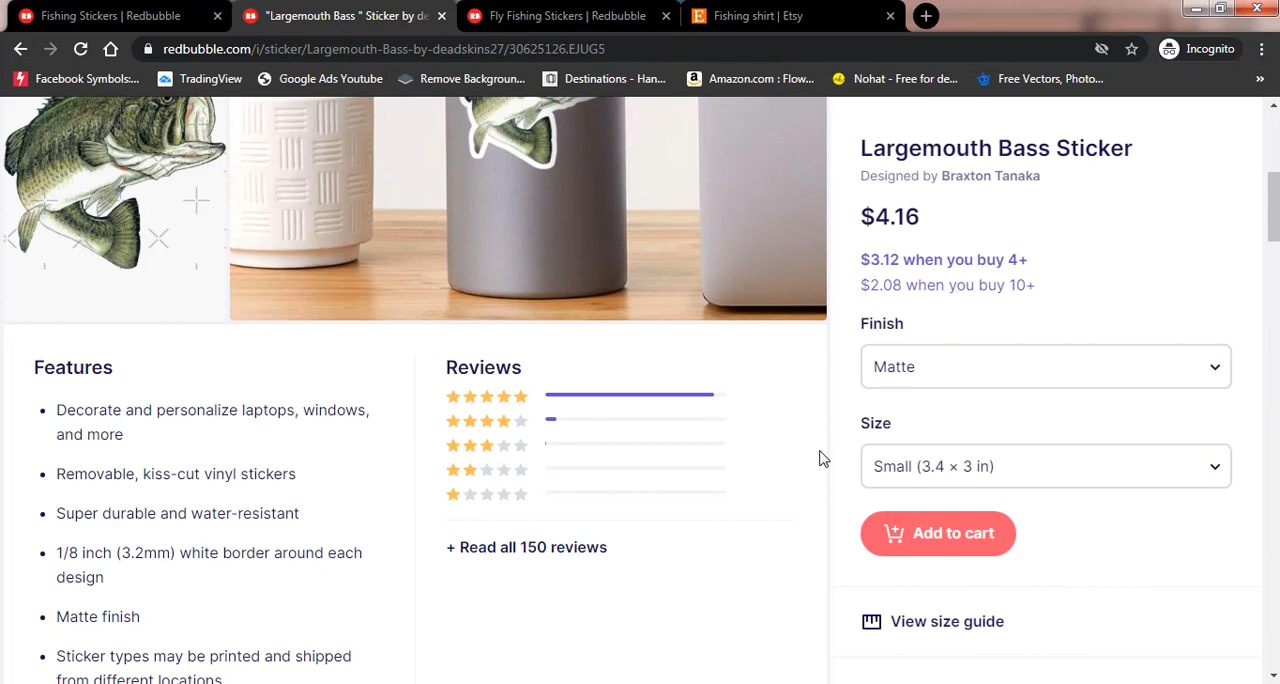 Fishing Stickers | Redbubble
"Largemouth Bass " Sticker by de
Fly Fishing Stickers | Redbubble
Fishing shirt | Etsy
redbubble.com/i/sticker/Largemouth-Bass-by-deadskins27/30625126.EJUG5
Incognito
Facebook Symbols...
TradingView
Google Ads Youtube
Remove Backgroun...
Destinations - Han...
Amazon.com : Flow...
Nohat - Free for de...
Free Vectors, Photo...
Largemouth Bass Sticker
Designed by Braxton Tanaka
$4.16
$3.12 when you buy 4+
$2.08 when you buy 10+
Finish
Matte
Size
Small (3.4 × 3 in)
Add to cart
View size guide
Features
Decorate and personalize laptops, windows,
and more
Removable, kiss-cut vinyl stickers
Super durable and water-resistant
1/8 inch (3.2mm) white border around each
design
Matte finish
Sticker types may be printed and shipped
from different locations
Reviews
+ Read all 150 reviews